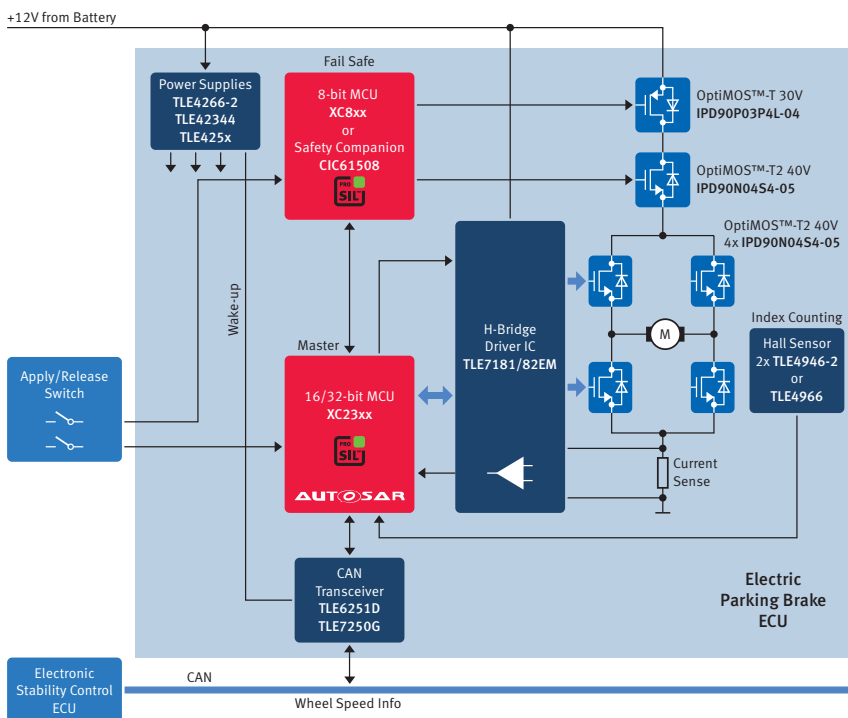 +12V from Battery
Fail Safe
Power Supplies
TLE4266-2
TLE42344
TLE425x
8-bit MCU
XC8xx
or
Safety Companion
CIC61508
PRO
SIL™
OptiMOS™-T 30V
IPD90P03P4L-04
OptiMOS™-T2 40V
IPD90N04S4-05
OptiMOS™-T2 40V
4x IPD90N04S4-05
Wake-up
H-Bridge
Driver IC
TLE7181/82EM
M
Index Counting
Hall Sensor
2x TLE4946-2
or
TLE4966
Apply/Release
Switch
Master
16/32-bit MCU
XC23xx
PRO
SIL™
AUTOSAR
Current
Sense
CAN
Transceiver
TLE6251D
TLE7250G
Electric
Parking Brake
ECU
Electronic
Stability Control
ECU
CAN
Wheel Speed Info